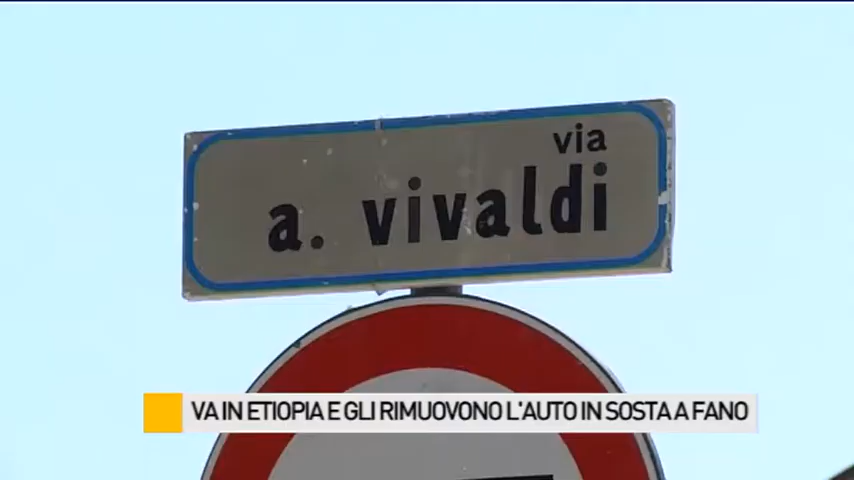 via
a. vivaldi
VA IN ETIOPIA E GLI RIMUOVONO L'AUTO IN SOSTA A FANO